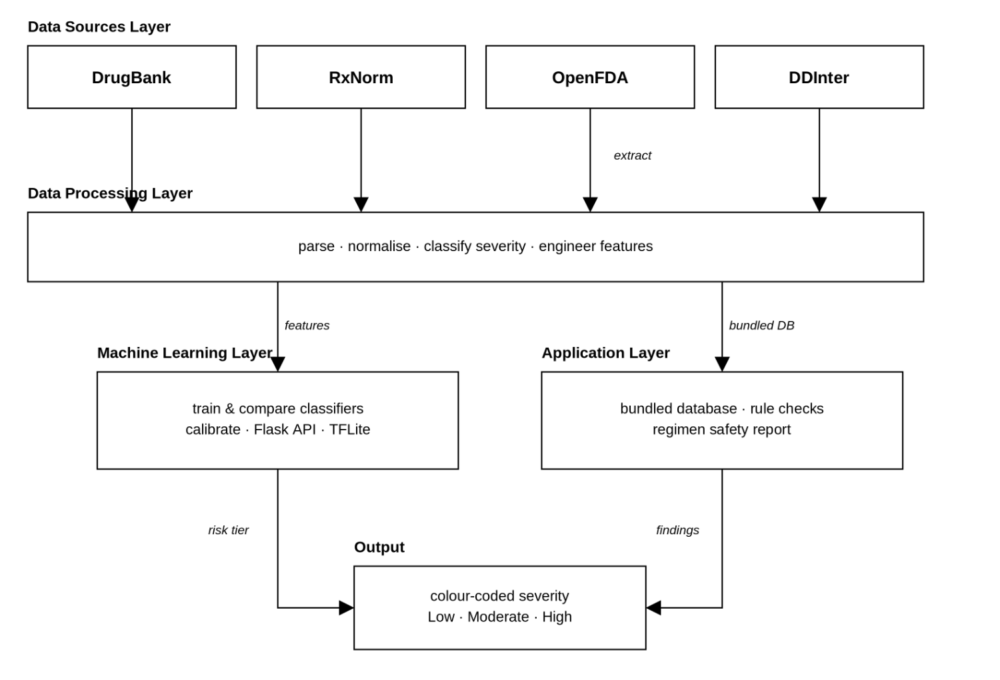 Data Sources Layer
DrugBank
RxNorm
OpenFDA
DDInter
extract
Data Processing Layer
parse · normalise · classify severity · engineer features
features
bundled DB
Machine Learning Layer
Application Layer
train & compare classifiers
calibrate · Flask API · TFLite
bundled database · rule checks
regimen safety report
risk tier
findings
Output
colour-coded severity
Low · Moderate · High